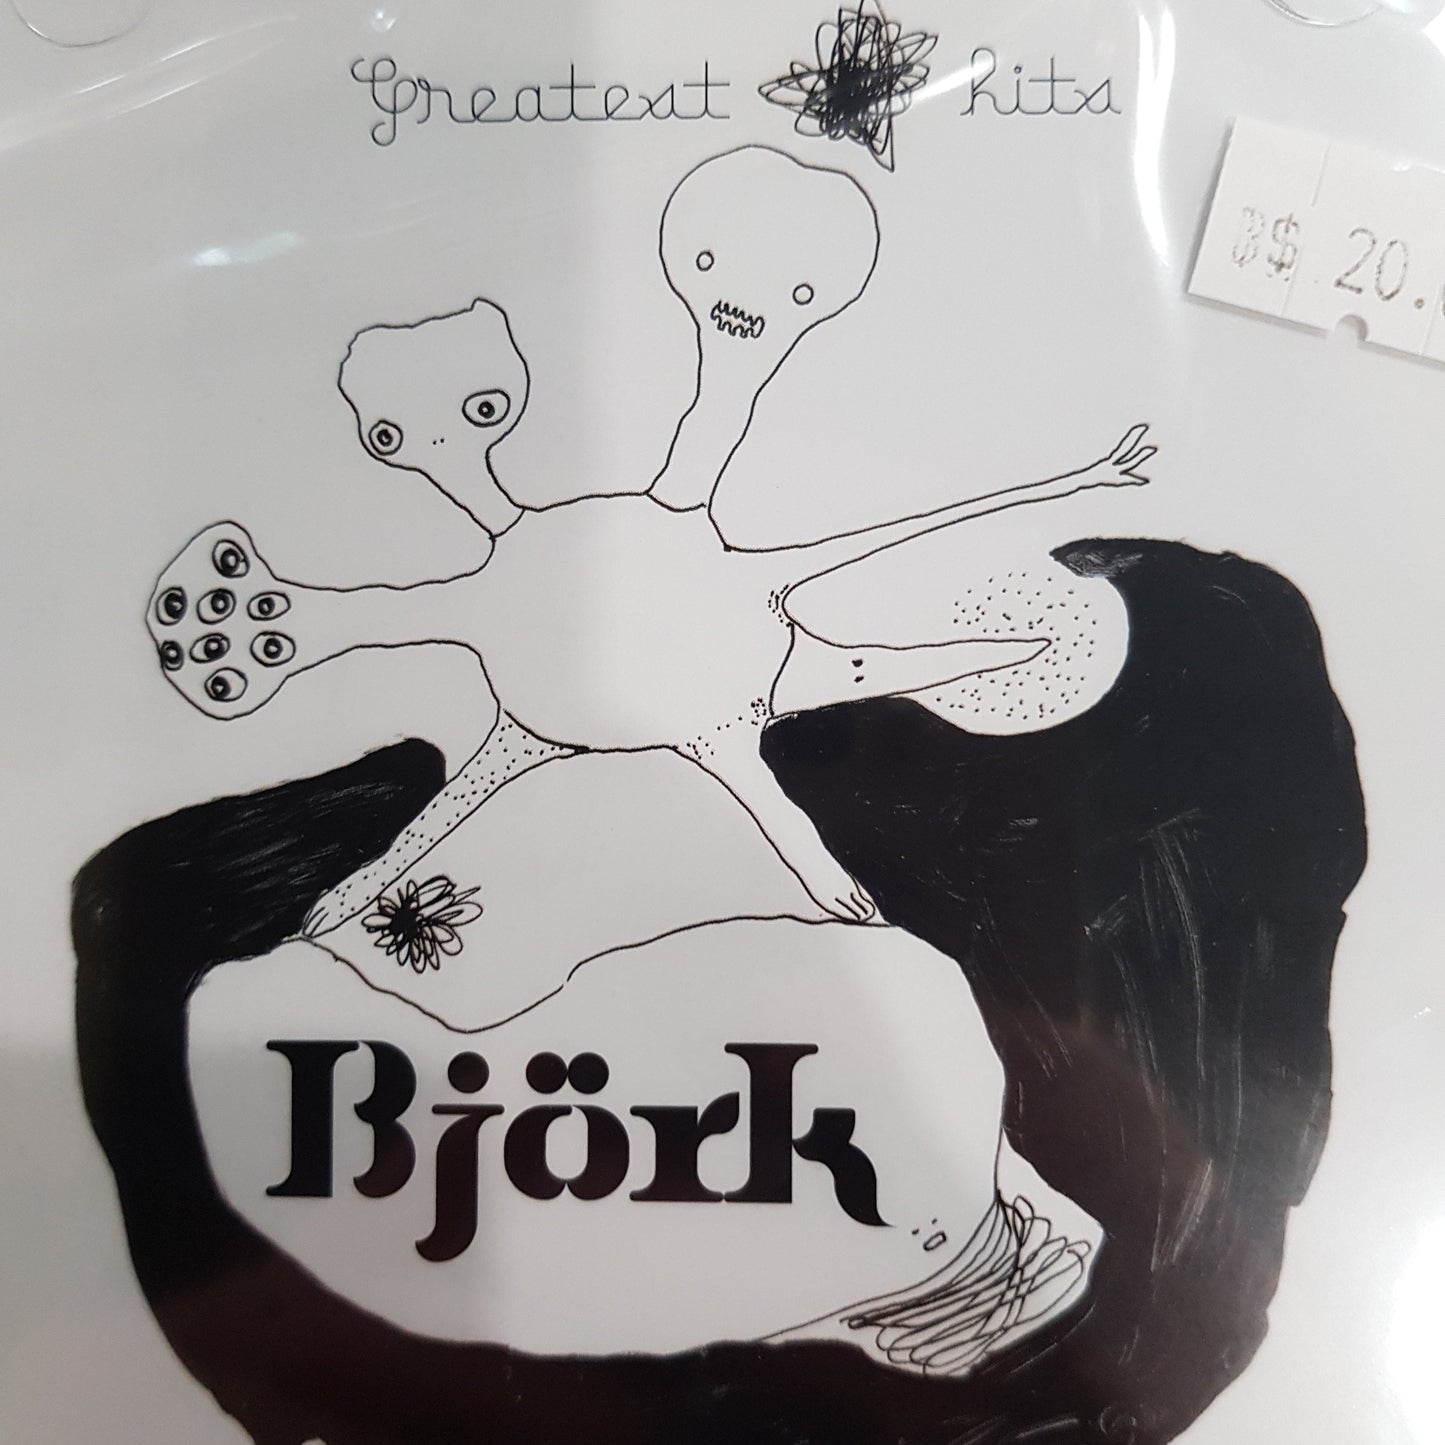 Greatest hits
B$ 20.
Björk